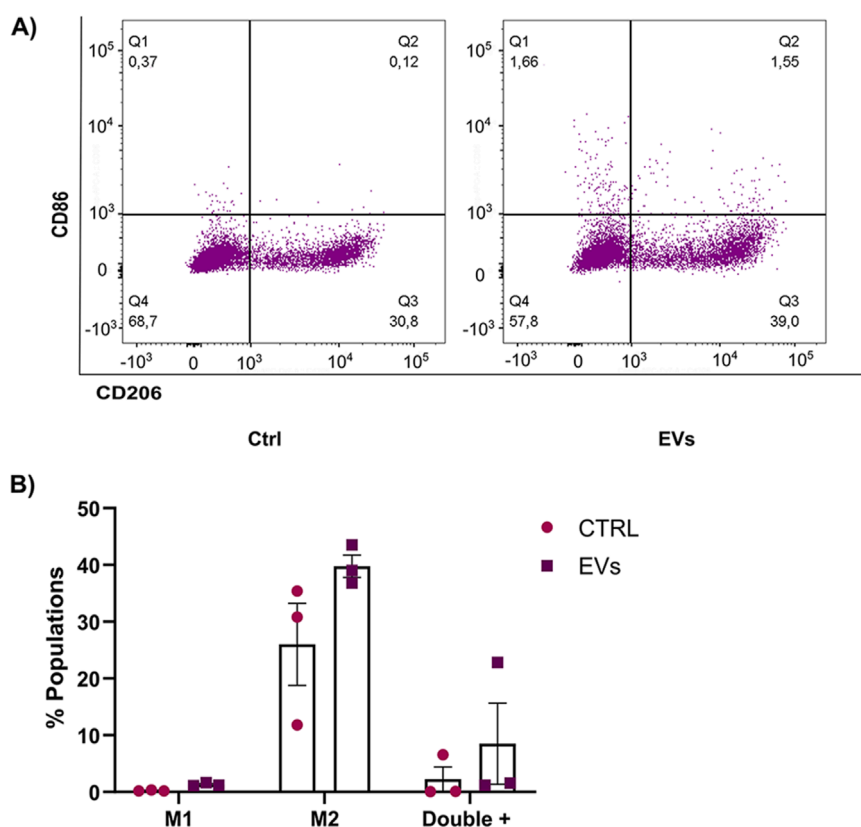 A)
Q1
0,37
Q2
0,12
Q1
1,66
Q2
1,55
10⁵
10⁴
10³
0
-10³
CD86
Q4
68,7
Q3
30,8
-10³ 0 10³ 10⁴ 10⁵
10⁵
10⁴
10³
0
-10³
Q4
57,8
Q3
39,0
-10³ 0 10³ 10⁴ 10⁵
CD206
Ctrl
EVs
B)
% Populations
50
40
30
20
10
0
M1 M2 Double +
CTRL
EVs